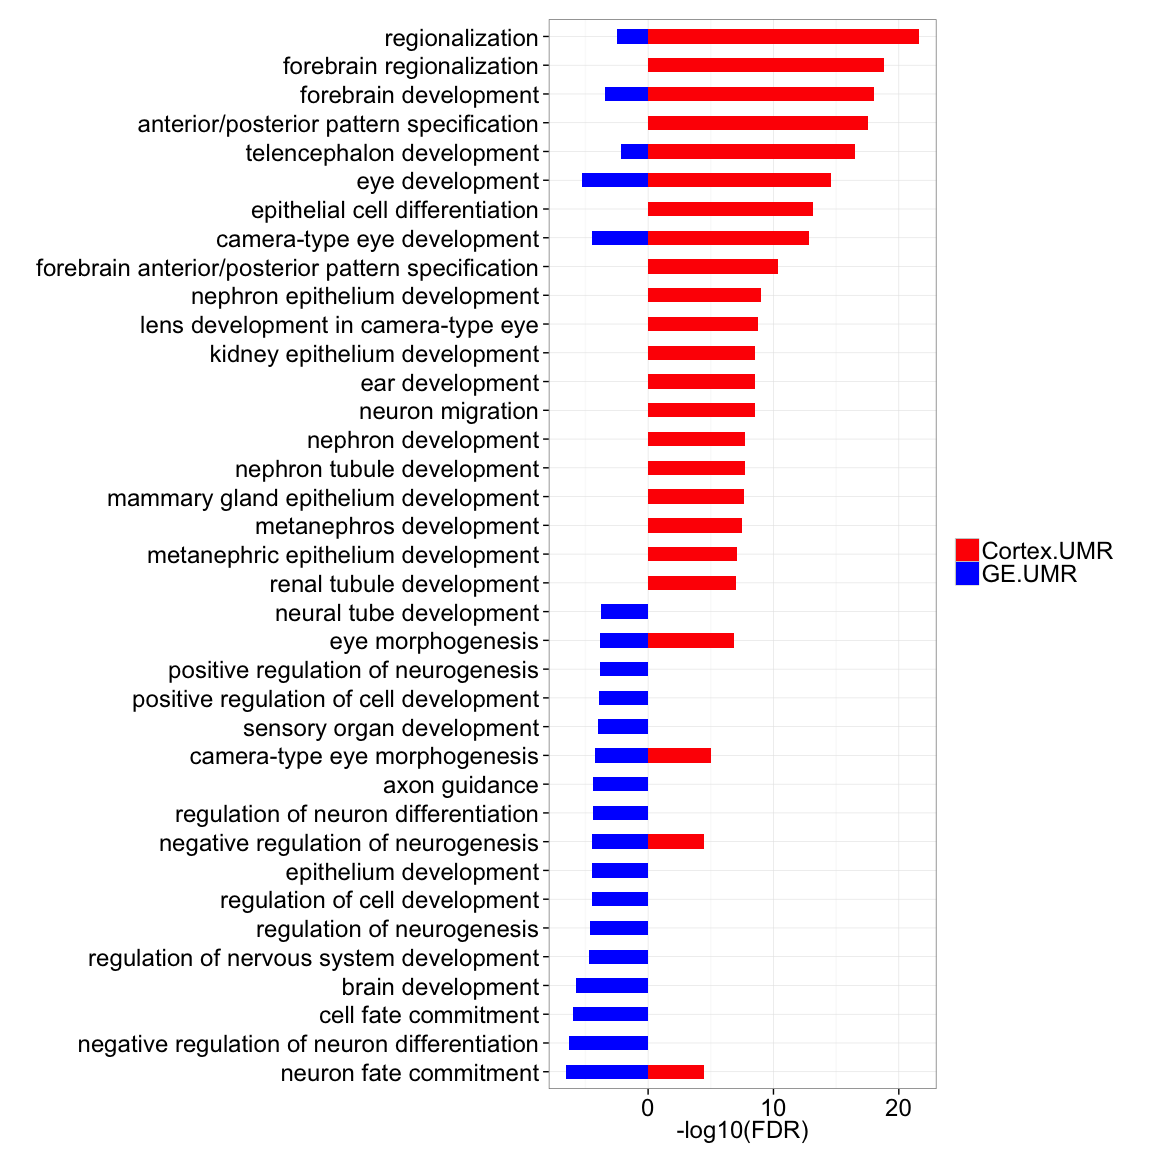 regionalization
forebrain regionalization
forebrain development
anterior/posterior pattern specification
telencephalon development
eye development
epithelial cell differentiation
camera-type eye development
forebrain anterior/posterior pattern specification
nephron epithelium development
lens development in camera-type eye
kidney epithelium development
ear development
neuron migration
nephron development
nephron tubule development
mammary gland epithelium development
metanephros development
metanephric epithelium development
renal tubule development
neural tube development
eye morphogenesis
positive regulation of neurogenesis
positive regulation of cell development
sensory organ development
camera-type eye morphogenesis
axon guidance
regulation of neuron differentiation
negative regulation of neurogenesis
epithelium development
regulation of cell development
regulation of neurogenesis
regulation of nervous system development
brain development
cell fate commitment
negative regulation of neuron differentiation
neuron fate commitment
0 10 20
-log10(FDR)
Cortex.UMR
GE.UMR